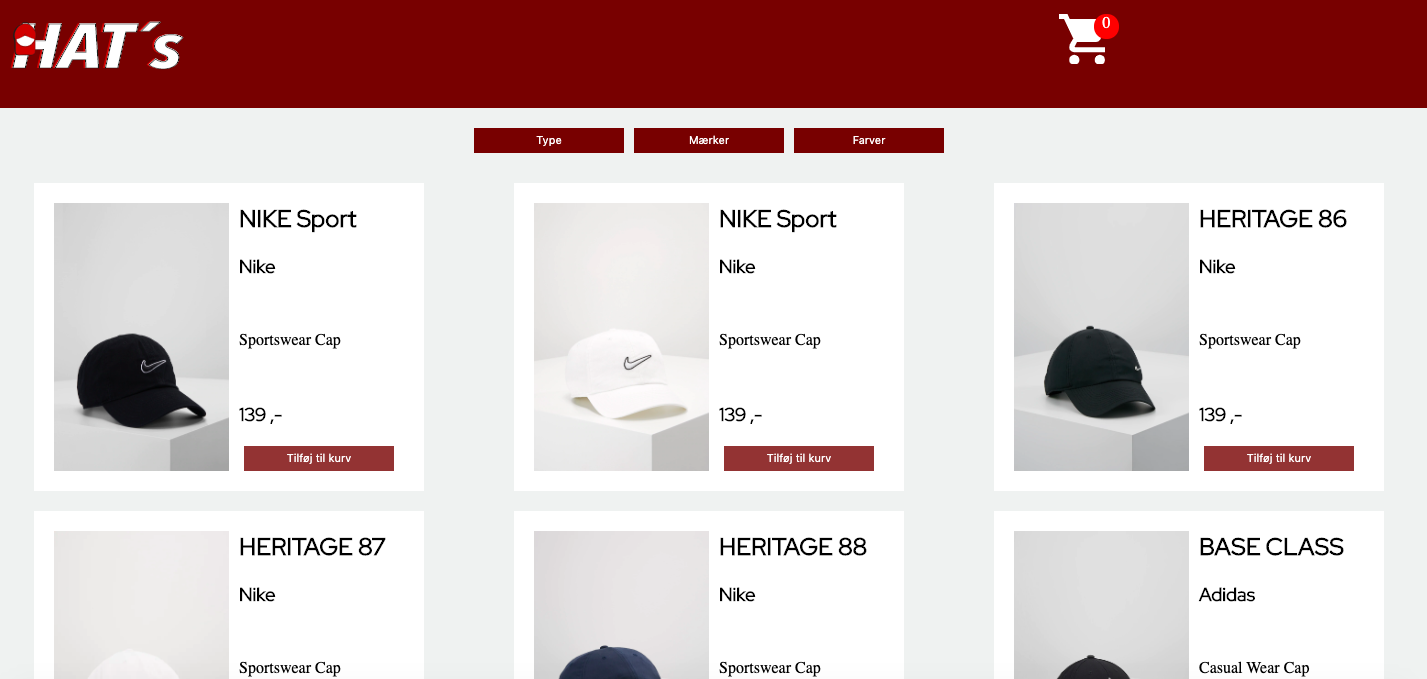 HAT´s
0
Type
Mærker
Farver
NIKE Sport
Nike
Sportswear Cap
139 ,-
Tilføj til kurv
NIKE Sport
Nike
Sportswear Cap
139 ,-
Tilføj til kurv
HERITAGE 86
Nike
Sportswear Cap
139 ,-
Tilføj til kurv
HERITAGE 87
Nike
Sportswear Cap
HERITAGE 88
Nike
Sportswear Cap
BASE CLASS
Adidas
Casual Wear Cap